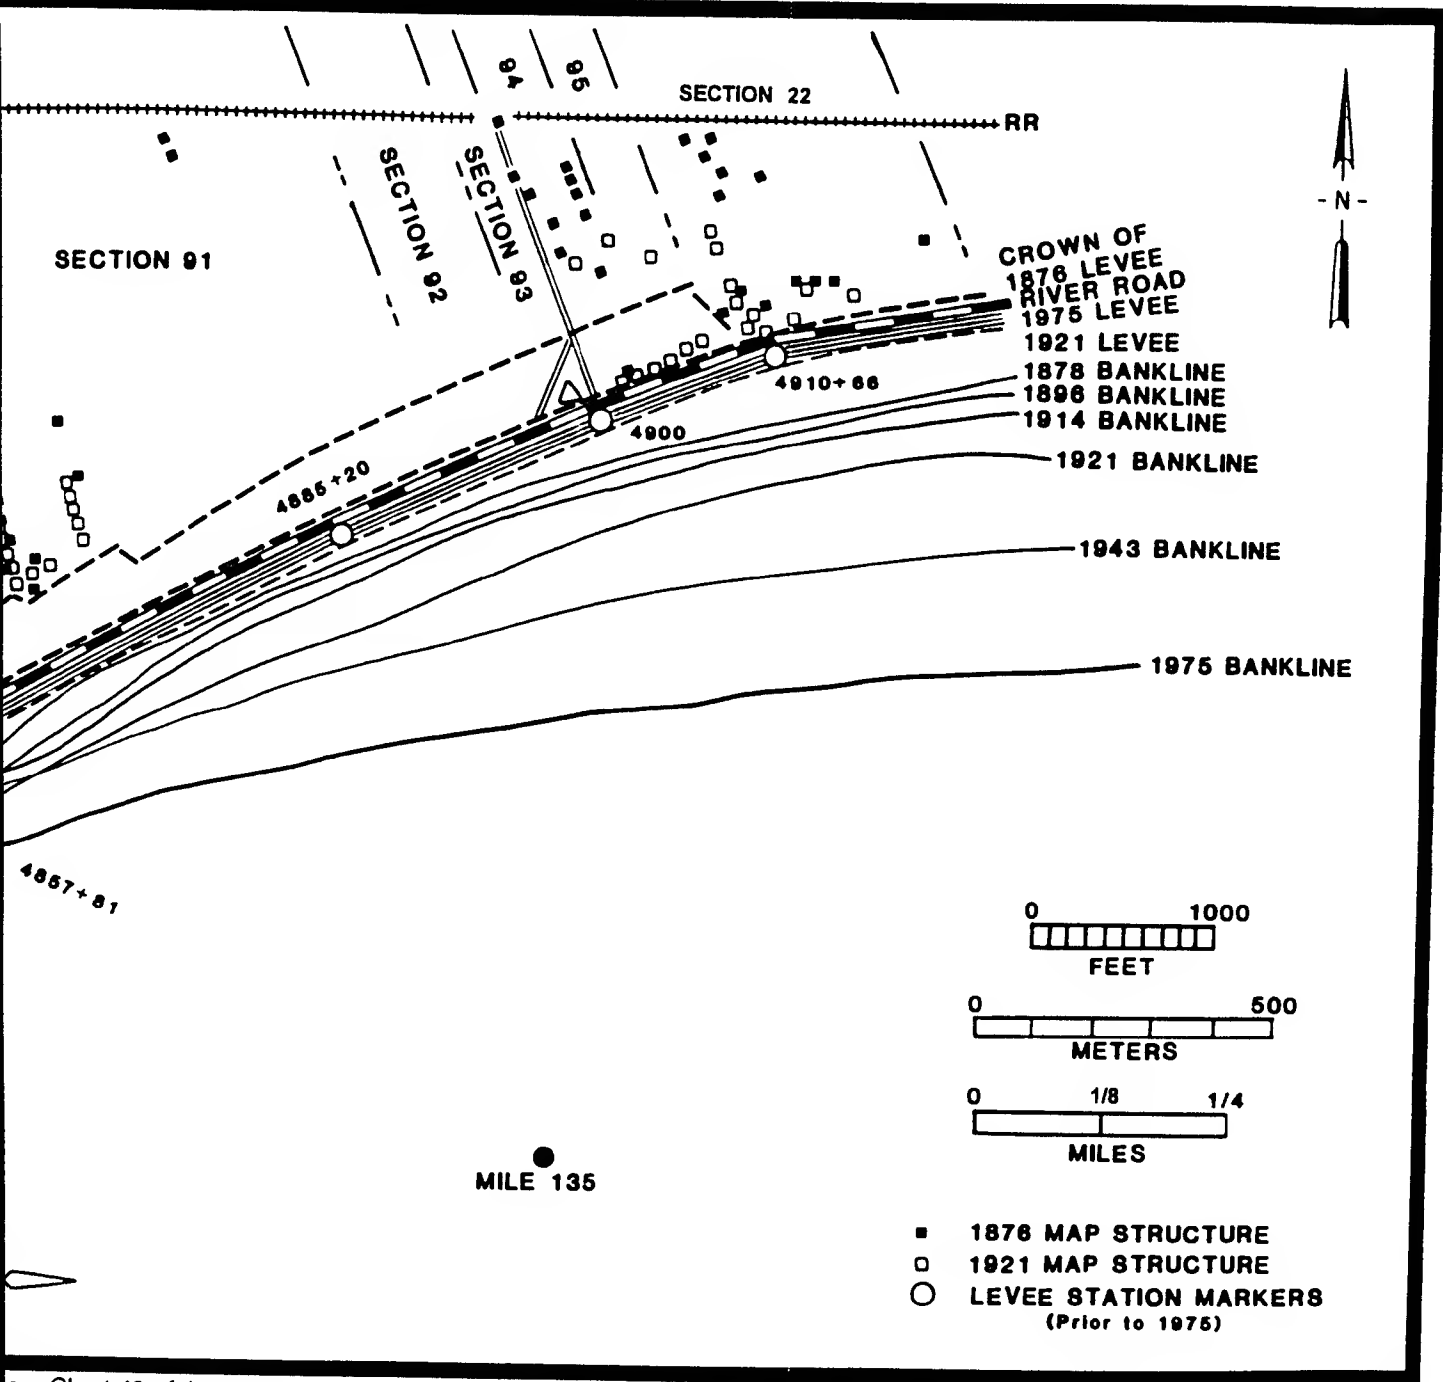 94
95
SECTION 22
RR
- N -
SECTION 91
SECTION 92
SECTION 93
CROWN OF
1876 LEVEE
RIVER ROAD
1975 LEVEE
1921 LEVEE
1878 BANKLINE
1896 BANKLINE
1914 BANKLINE
1921 BANKLINE
1943 BANKLINE
1975 BANKLINE
4910+66
4900
4885+20
4857+81
0 1000
FEET
0 500
METERS
0 1/8 1/4
MILES
MILE 135
1876 MAP STRUCTURE
1921 MAP STRUCTURE
LEVEE STATION MARKERS
(Prior to 1975)